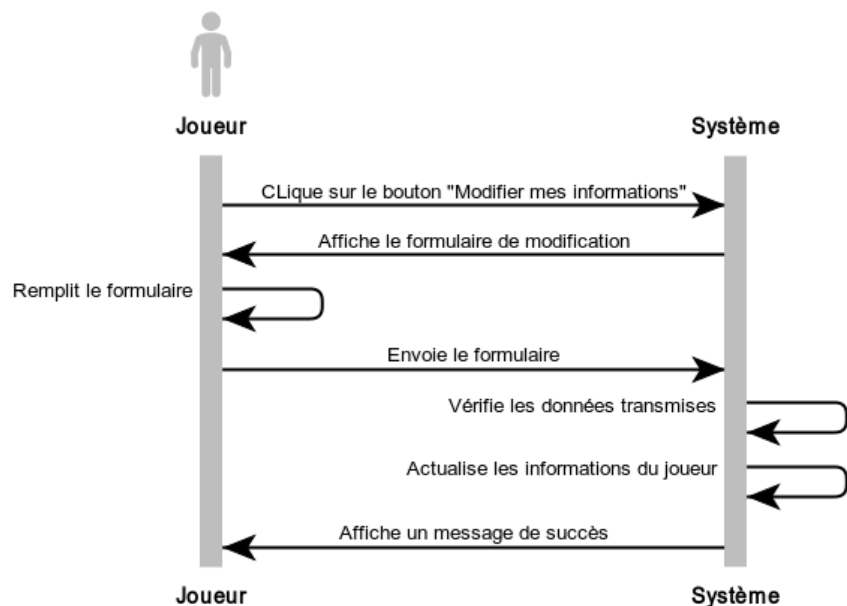 Joueur
Système
CLique sur le bouton "Modifier mes informations"
Affiche le formulaire de modification
Remplit le formulaire
Envoie le formulaire
Vérifie les données transmises
Actualise les informations du joueur
Affiche un message de succès
Joueur
Système